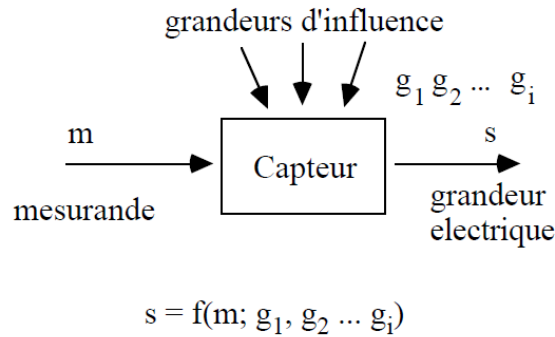 grandeurs d'influence
g1 g2 ... gi
m
s
Capteur
mesurande
grandeur
electrique
s = f(m; g1, g2 ... gi)